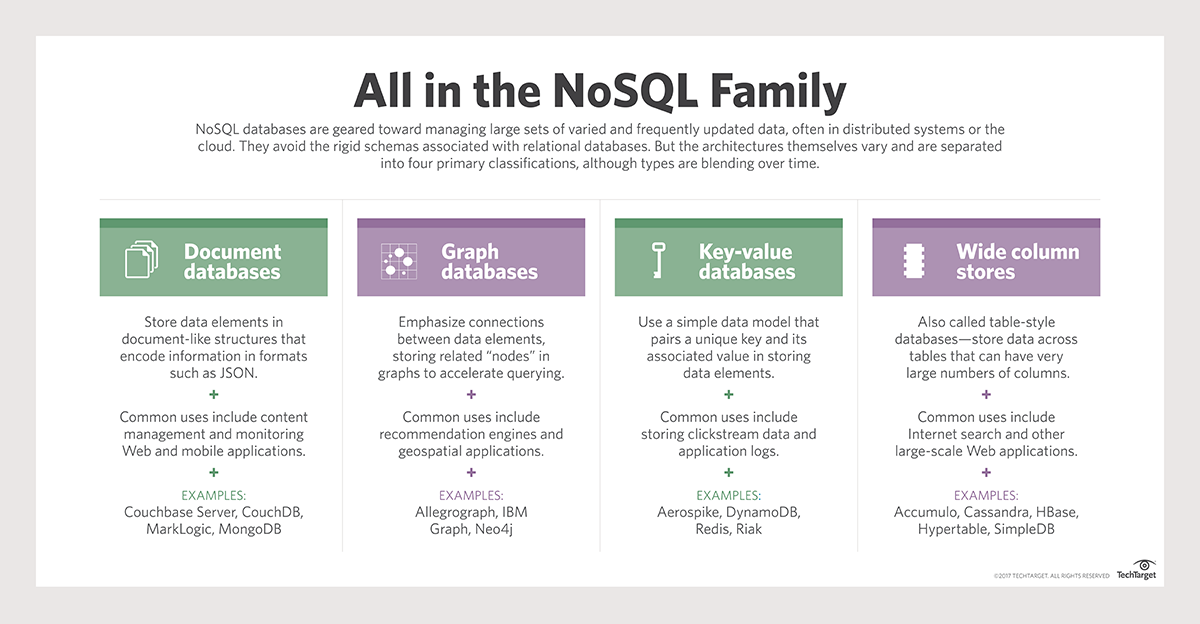 All in the NoSQL Family
NoSQL databases are geared toward managing large sets of varied and frequently updated data, often in distributed systems or the
cloud. They avoid the rigid schemas associated with relational databases. But the architectures themselves vary and are separated
into four primary classifications, although types are blending over time.
Document
databases
Store data elements in
document-like structures that
encode information in formats
such as JSON.
+
Common uses include content
management and monitoring
Web and mobile applications.
+
EXAMPLES:
Couchbase Server, CouchDB,
MarkLogic, MongoDB
Graph
databases
Emphasize connections
between data elements,
storing related “nodes” in
graphs to accelerate querying.
+
Common uses include
recommendation engines and
geospatial applications.
+
EXAMPLES:
Allegrograph, IBM
Graph, Neo4j
Key-value
databases
Use a simple data model that
pairs a unique key and its
associated value in storing
data elements.
+
Common uses include
storing clickstream data and
application logs.
+
EXAMPLES:
Aerospike, DynamoDB,
Redis, Riak
Wide column
stores
Also called table-style
databases—store data across
tables that can have very
large numbers of columns.
+
Common uses include
Internet search and other
large-scale Web applications.
+
EXAMPLES:
Accumulo, Cassandra, HBase,
Hypertable, SimpleDB
©2017 TECHTARGET. ALL RIGHTS RESERVED
TechTarget